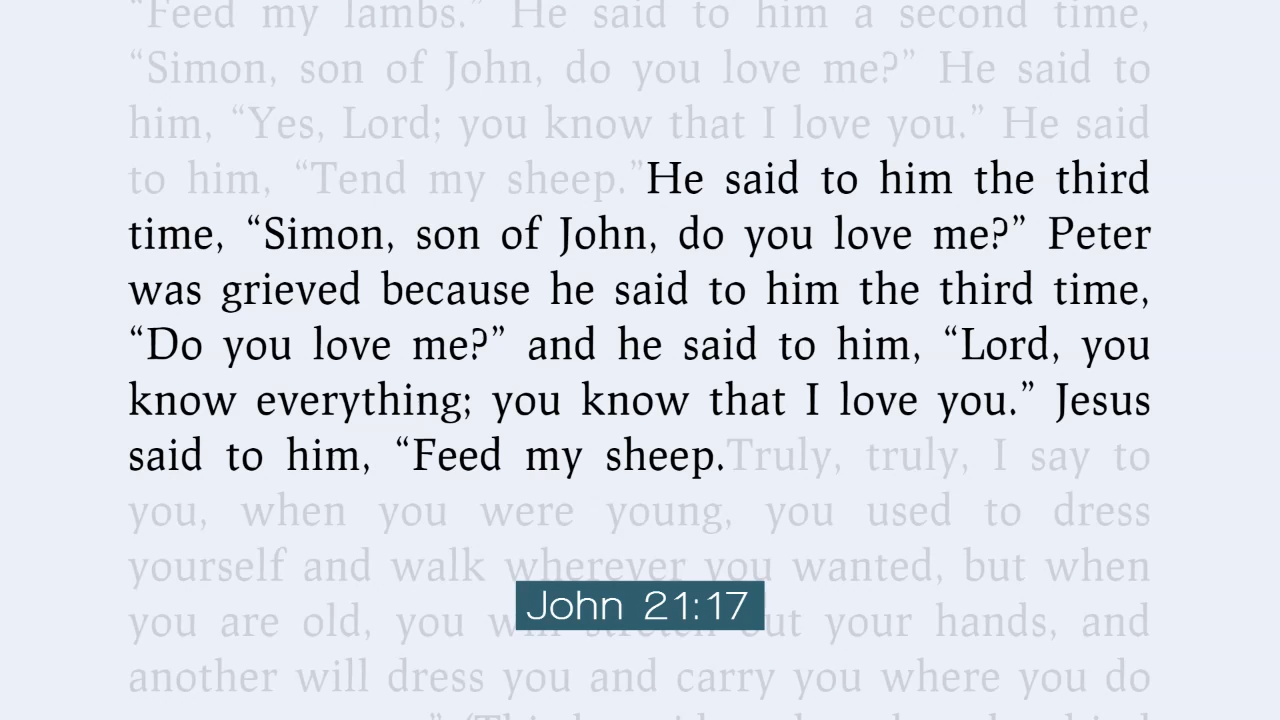 “Feed my lambs.” He said to him a second time,
“Simon, son of John, do you love me?” He said to
him, “Yes, Lord; you know that I love you.” He said
to him, “Tend my sheep.”He said to him the third
time, “Simon, son of John, do you love me?” Peter
was grieved because he said to him the third time,
“Do you love me?” and he said to him, “Lord, you
know everything; you know that I love you.” Jesus
said to him, “Feed my sheep.Truly, truly, I say to
you, when you were young, you used to dress
yourself and walk wherever you wanted, but when
John 21:17
you are old, you will stretch out your hands, and
another will dress you and carry you where you do